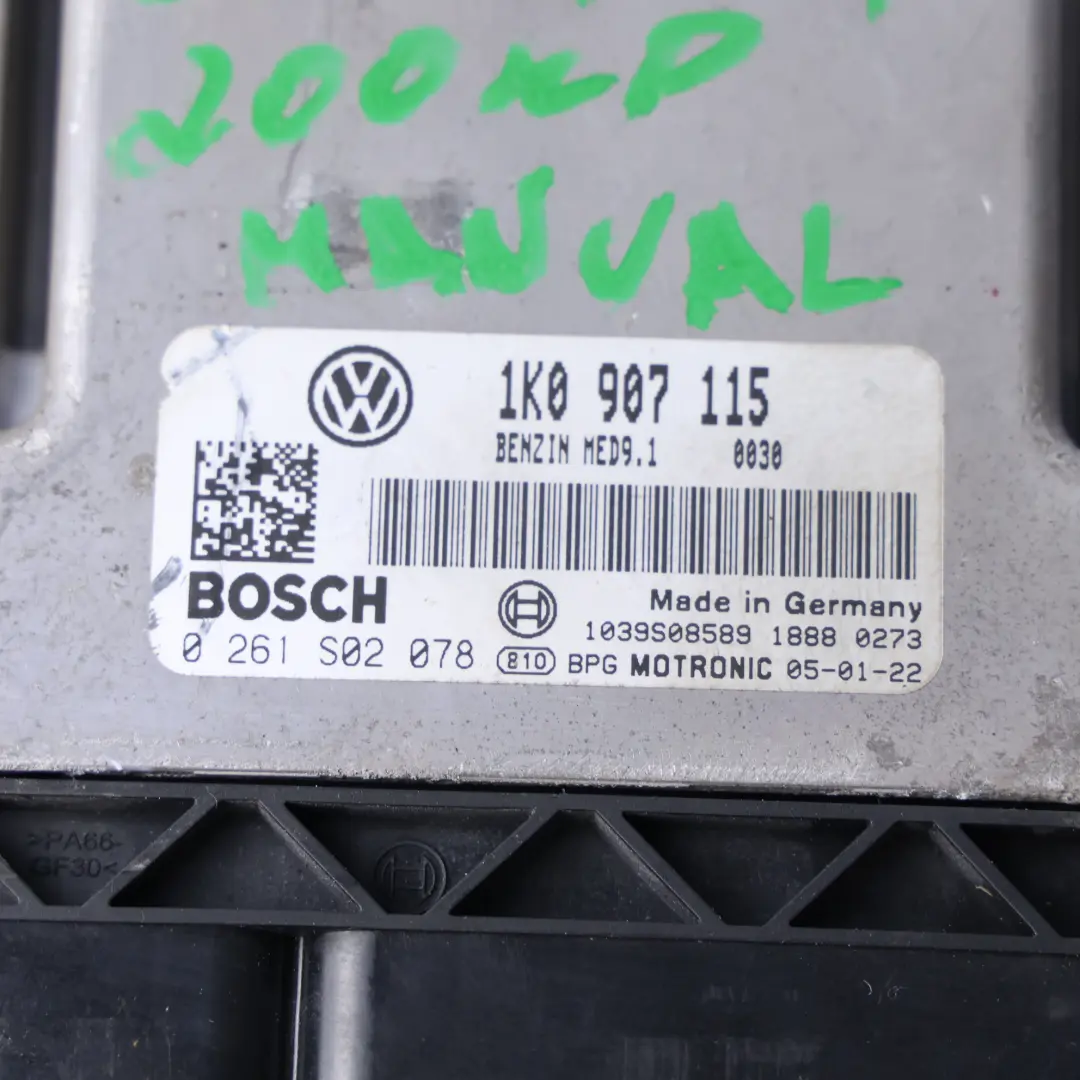 200KP
MANUAL
1K0 907 115
BENZIN MED9.1 0030
BOSCH
Made in Germany
0 261 S02 078
1039S08589 1888 0273
810 BPG MOTRONIC 05-01-22
>PA66-
GF30<